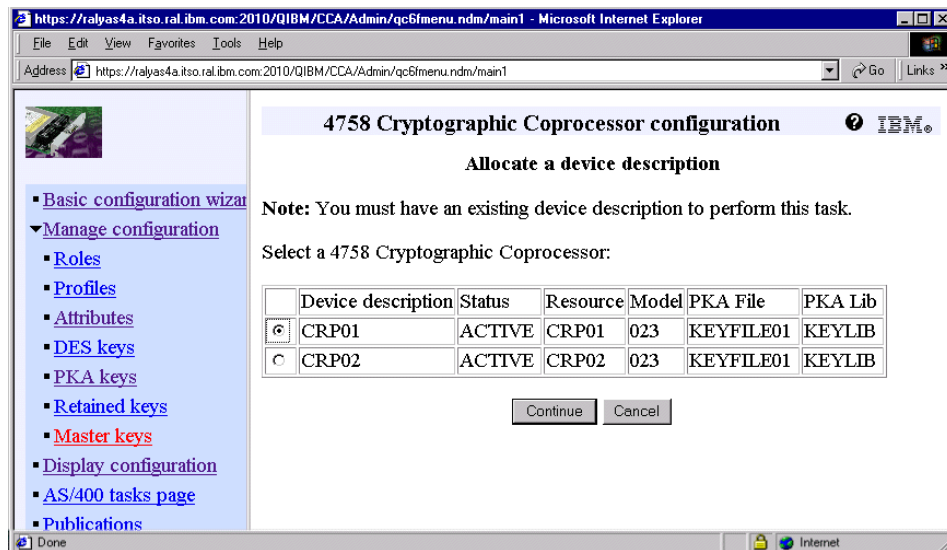 https://ralyas4a.itso.ral.ibm.com:2010/QIBM/CCA/Admin/qc6fmenu.ndm/main1 - Microsoft Internet Explorer
File Edit View Favorites Tools Help
Address https://ralyas4a.itso.ral.ibm.com:2010/QIBM/CCA/Admin/qc6fmenu.ndm/main1 Go Links »
4758 Cryptographic Coprocessor configuration ? IBM®
Allocate a device description
Basic configuration wizar
Manage configuration
Roles
Profiles
Attributes
DES keys
PKA keys
Retained keys
Master keys
Display configuration
AS/400 tasks page
Publications
Note: You must have an existing device description to perform this task.
Select a 4758 Cryptographic Coprocessor:
Device description Status Resource Model PKA File PKA Lib
CRP01 ACTIVE CRP01 023 KEYFILE01 KEYLIB
CRP02 ACTIVE CRP02 023 KEYFILE01 KEYLIB
Continue Cancel
Done Internet